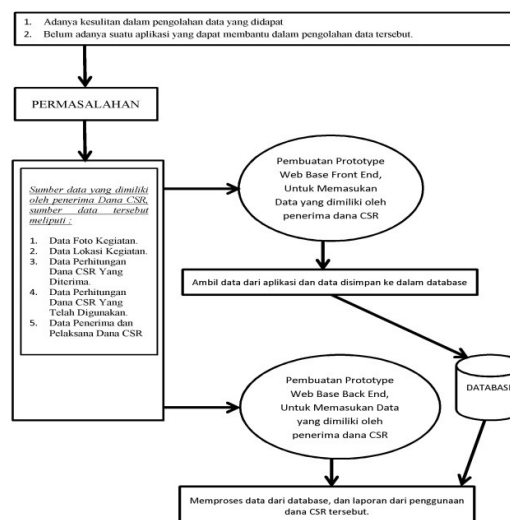 1. Adanya kesulitan dalam pengolahan data yang didapat
2. Belum adanya suatu aplikasi yang dapat membantu dalam pengolahan data tersebut.
PERMASALAHAN
Sumber data yang dimiliki
oleh penerima Dana CSR,
sumber data tersebut
meliputi :
1. Data Foto Kegiatan.
2. Data Lokasi Kegiatan.
3. Data Perhitungan
Dana CSR Yang
Diterima.
4. Data Perhitungan
Dana CSR Yang
Telah Digunakan.
5. Data Penerima dan
Pelaksana Dana CSR
Pembuatan Prototype
Web Base Front End,
Untuk Memasukan
Data yang dimiliki oleh
penerima dana CSR
Ambil data dari aplikasi dan data disimpan ke dalam database
DATABASE
Pembuatan Prototype
Web Base Back End,
Untuk Memasukan Data
yang dimiliki oleh
penerima dana CSR
Memproses data dari database, dan laporan dari penggunaan
dana CSR tersebut.